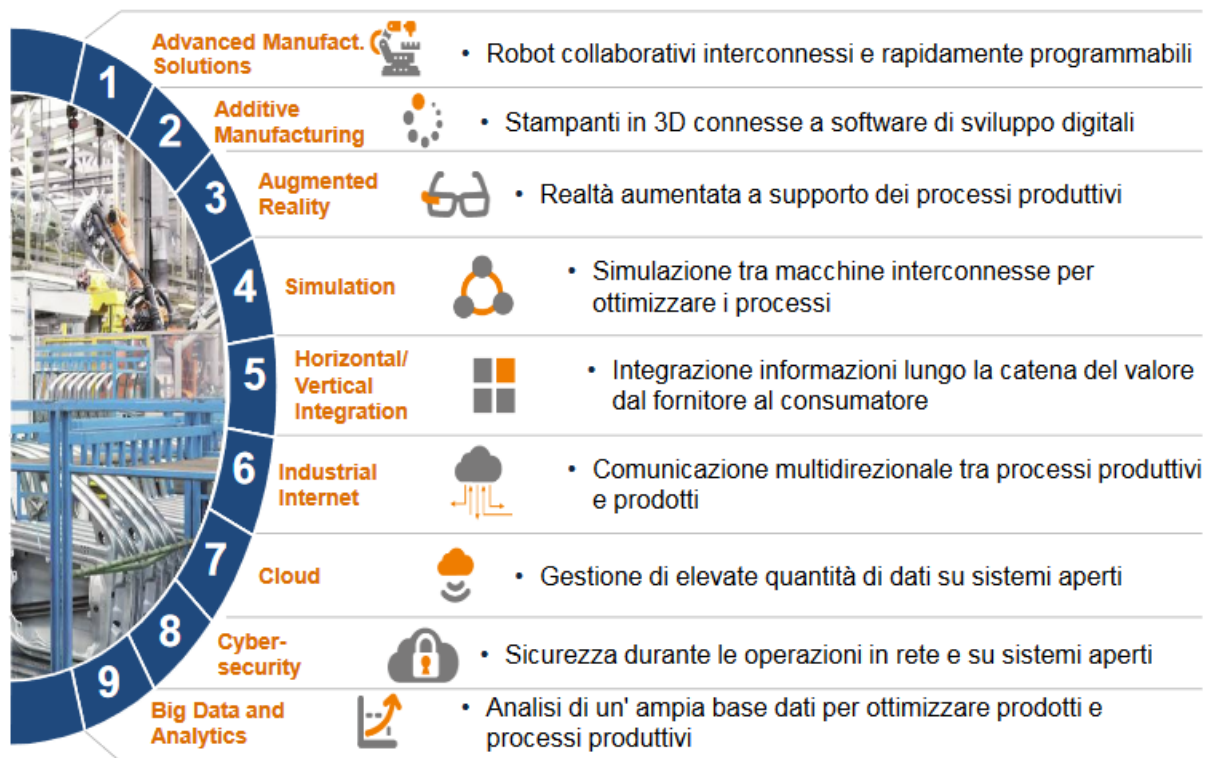 1
Advanced Manufact.
Solutions
• Robot collaborativi interconnessi e rapidamente programmabili
2
Additive
Manufacturing
• Stampanti in 3D connesse a software di sviluppo digitali
3
Augmented
Reality
• Realtà aumentata a supporto dei processi produttivi
4
Simulation
• Simulazione tra macchine interconnesse per
ottimizzare i processi
5
Horizontal/
Vertical
Integration
• Integrazione informazioni lungo la catena del valore
dal fornitore al consumatore
6
Industrial
Internet
• Comunicazione multidirezionale tra processi produttivi
e prodotti
7
Cloud
• Gestione di elevate quantità di dati su sistemi aperti
8
Cyber-
security
• Sicurezza durante le operazioni in rete e su sistemi aperti
9
Big Data and
Analytics
• Analisi di un' ampia base dati per ottimizzare prodotti e
processi produttivi